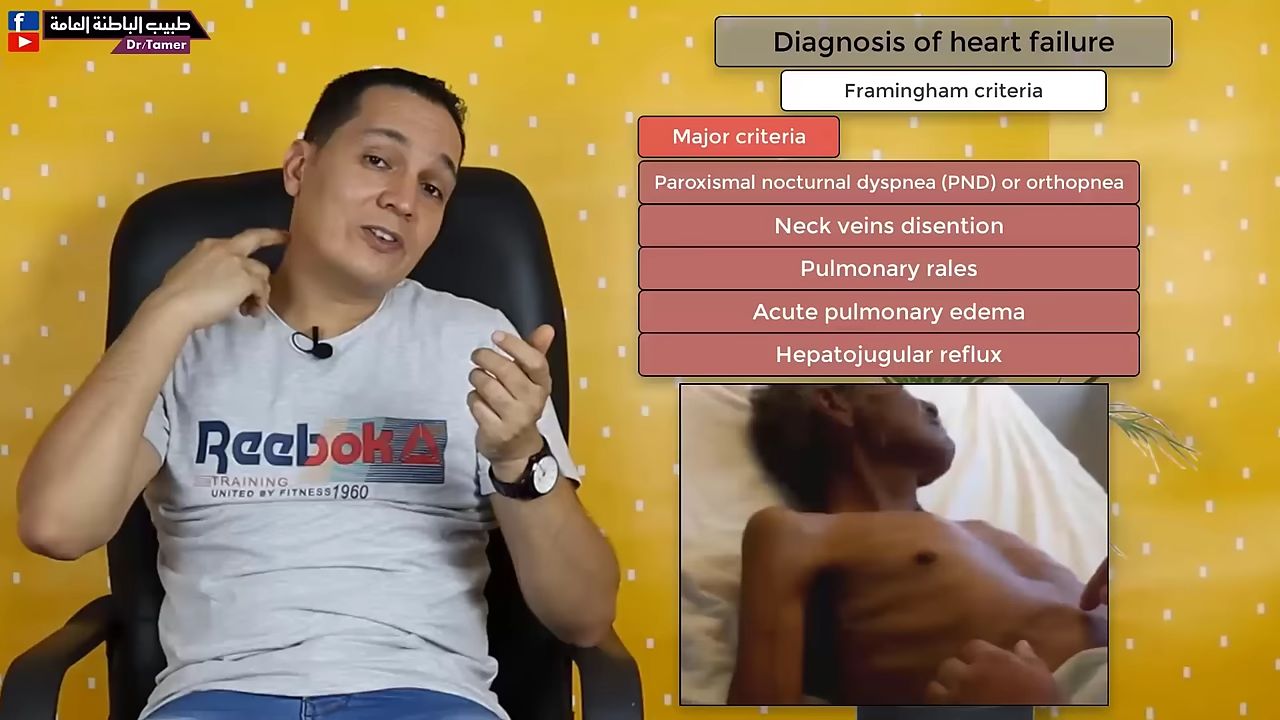 طبيب الباطنة العامة
Dr/Tamer
Diagnosis of heart failure
Framingham criteria
Major criteria
Paroxismal nocturnal dyspnea (PND) or orthopnea
Neck veins disention
Pulmonary rales
Acute pulmonary edema
Hepatojugular reflux
Reebok
TRAINING
UNITED BY FITNESS 1960